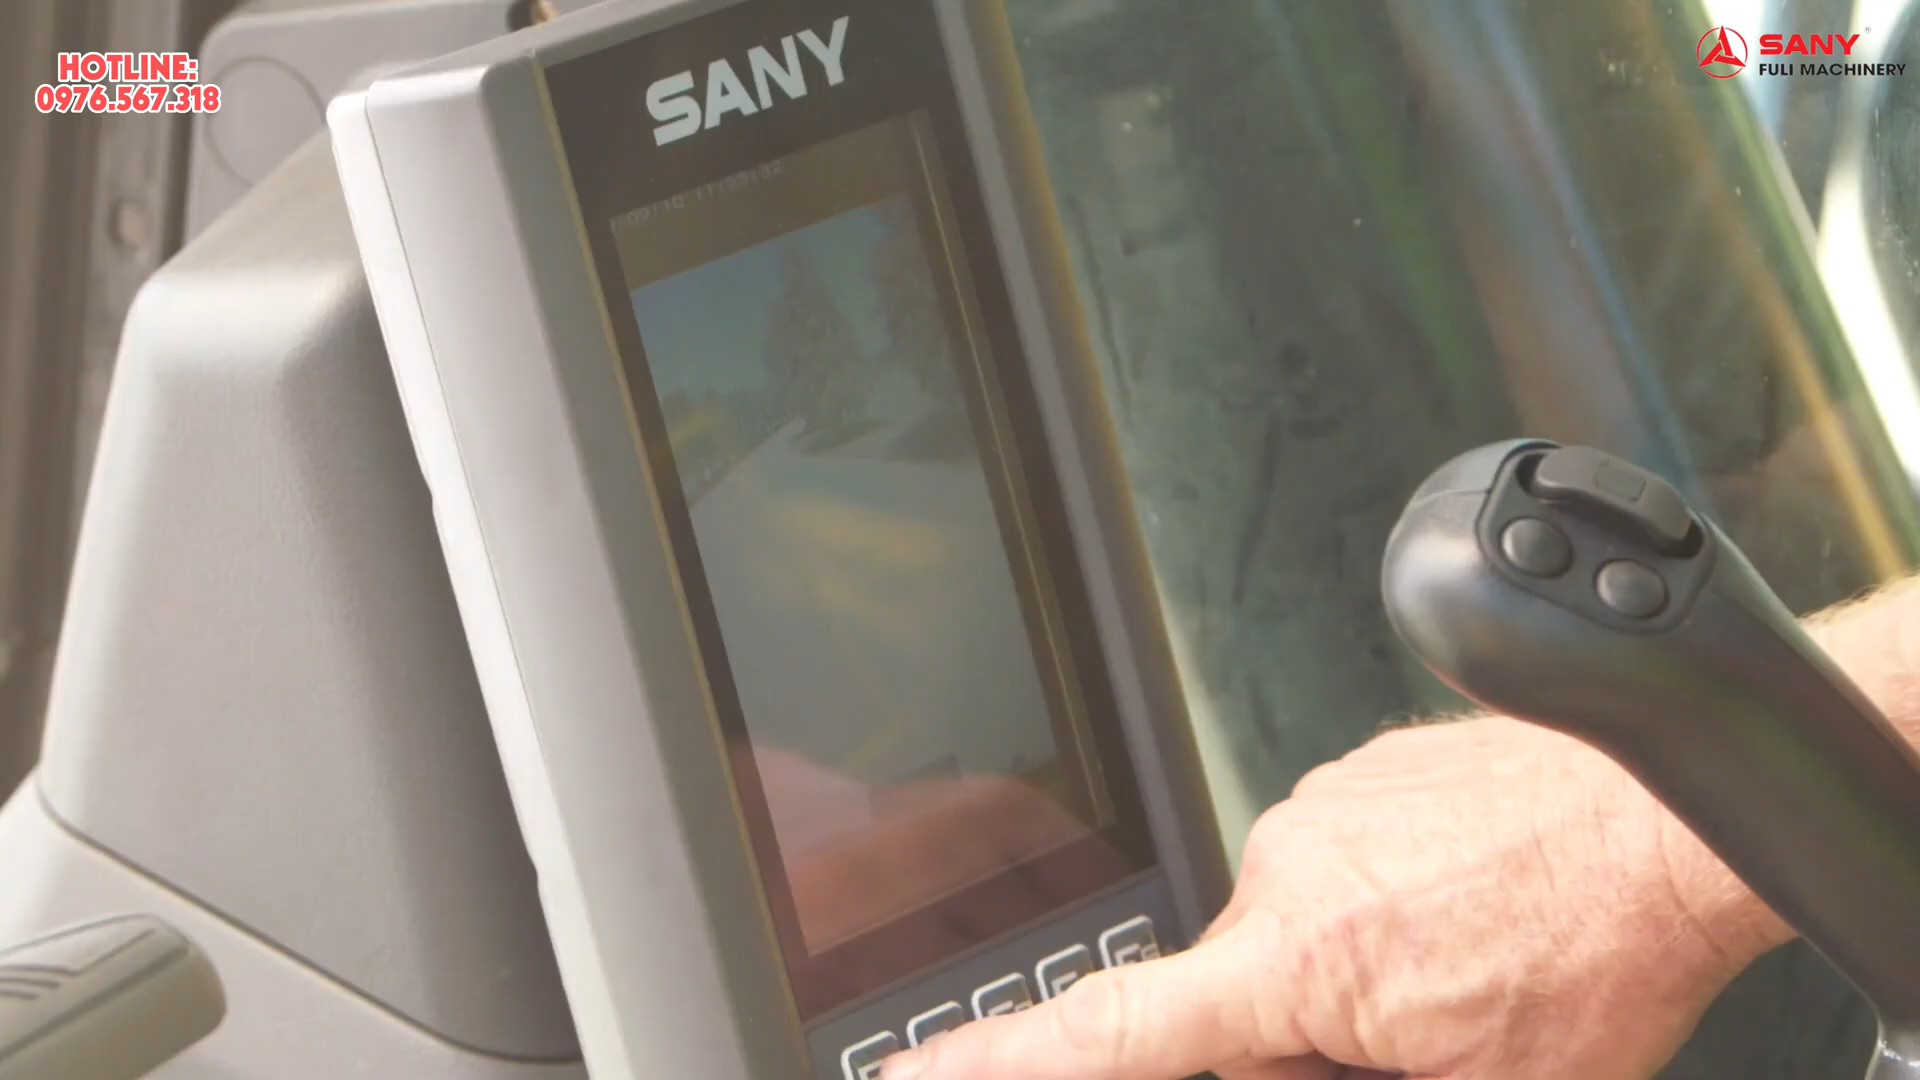 HOTLINE:
0976.567.318
SANY
FULI MACHINERY
SANY